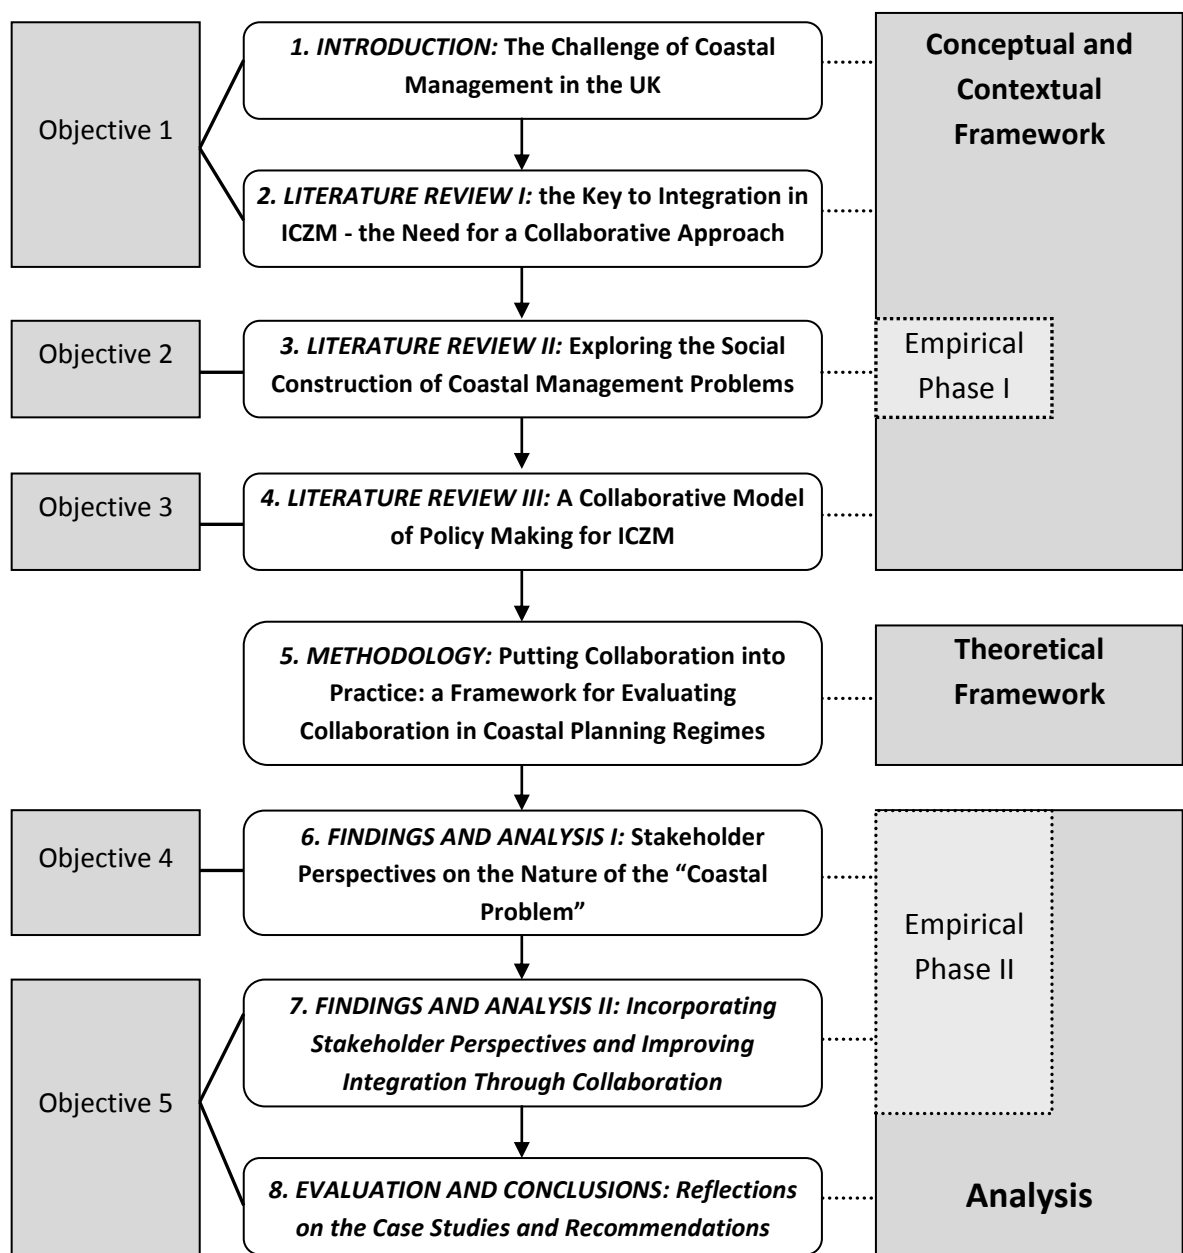 1. INTRODUCTION: The Challenge of Coastal
Management in the UK
Conceptual and
Contextual
Framework
Objective 1
2. LITERATURE REVIEW I: the Key to Integration in
ICZM - the Need for a Collaborative Approach
Objective 2
3. LITERATURE REVIEW II: Exploring the Social
Construction of Coastal Management Problems
Empirical
Phase I
Objective 3
4. LITERATURE REVIEW III: A Collaborative Model
of Policy Making for ICZM
5. METHODOLOGY: Putting Collaboration into
Practice: a Framework for Evaluating
Collaboration in Coastal Planning Regimes
Theoretical
Framework
Objective 4
6. FINDINGS AND ANALYSIS I: Stakeholder
Perspectives on the Nature of the “Coastal
Problem”
Empirical
Phase II
Objective 5
7. FINDINGS AND ANALYSIS II: Incorporating
Stakeholder Perspectives and Improving
Integration Through Collaboration
8. EVALUATION AND CONCLUSIONS: Reflections
on the Case Studies and Recommendations
Analysis